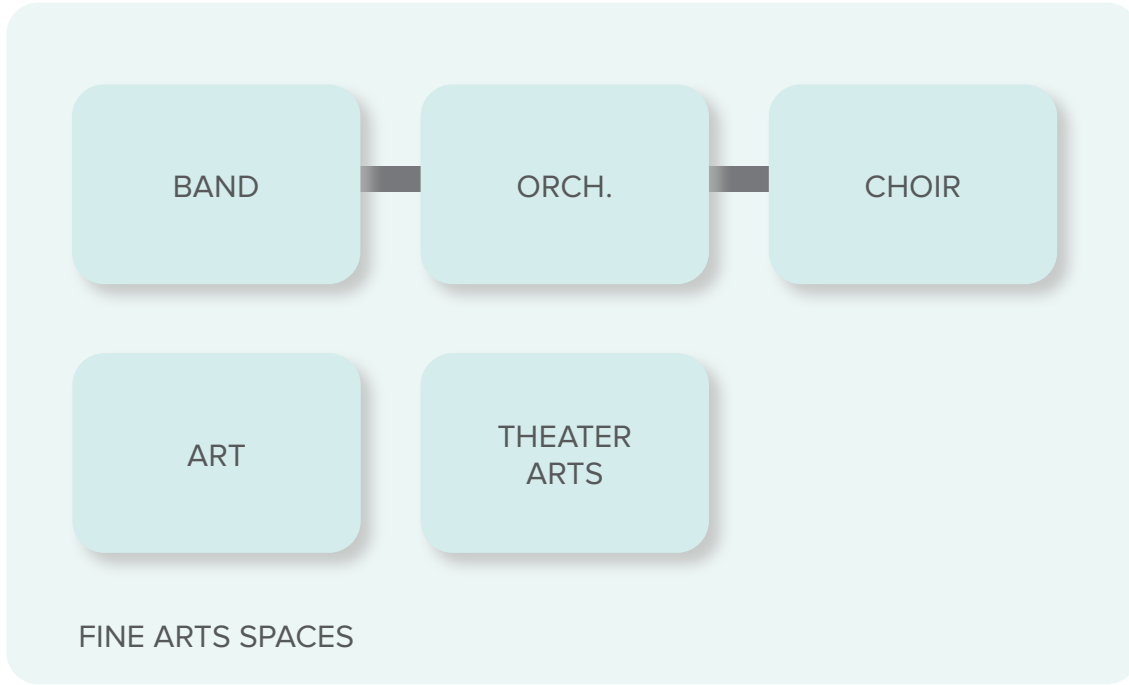 BAND
ORCH.
CHOIR
ART
THEATER
ARTS
FINE ARTS SPACES